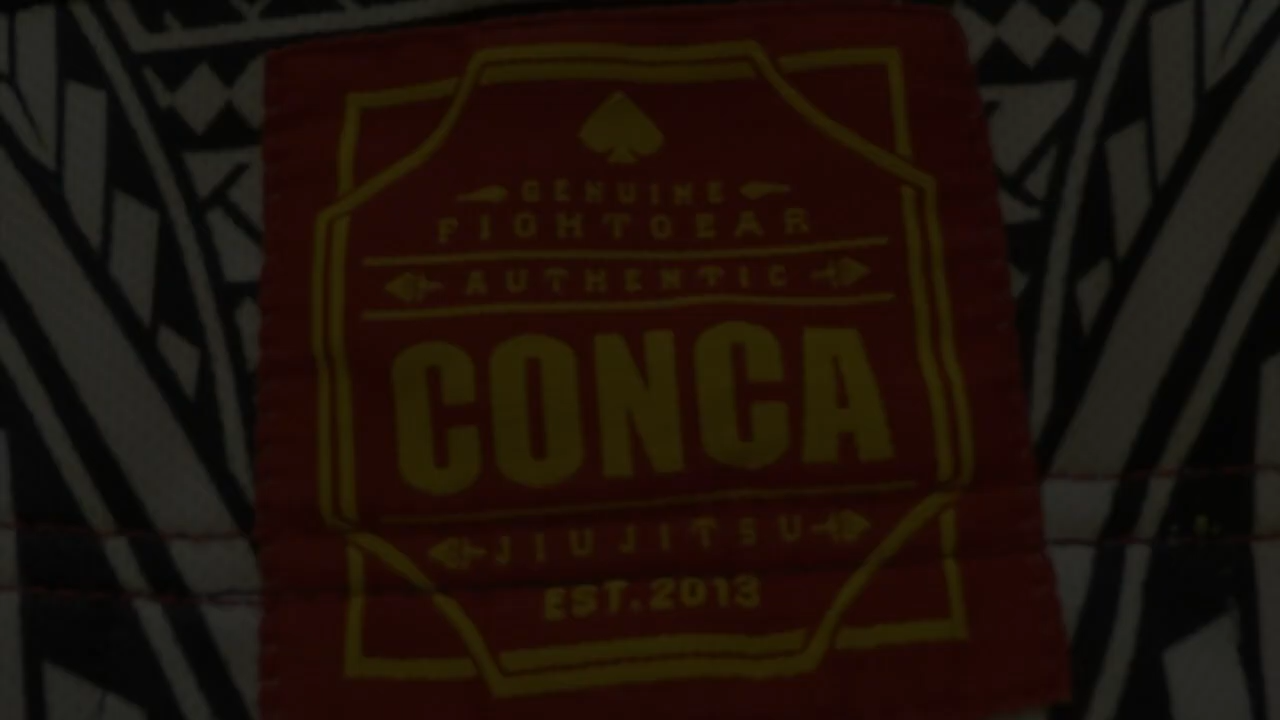 GENUINE
FIGHTGEAR
AUTHENTIC
CONCA
JIUJITSU
EST.2013